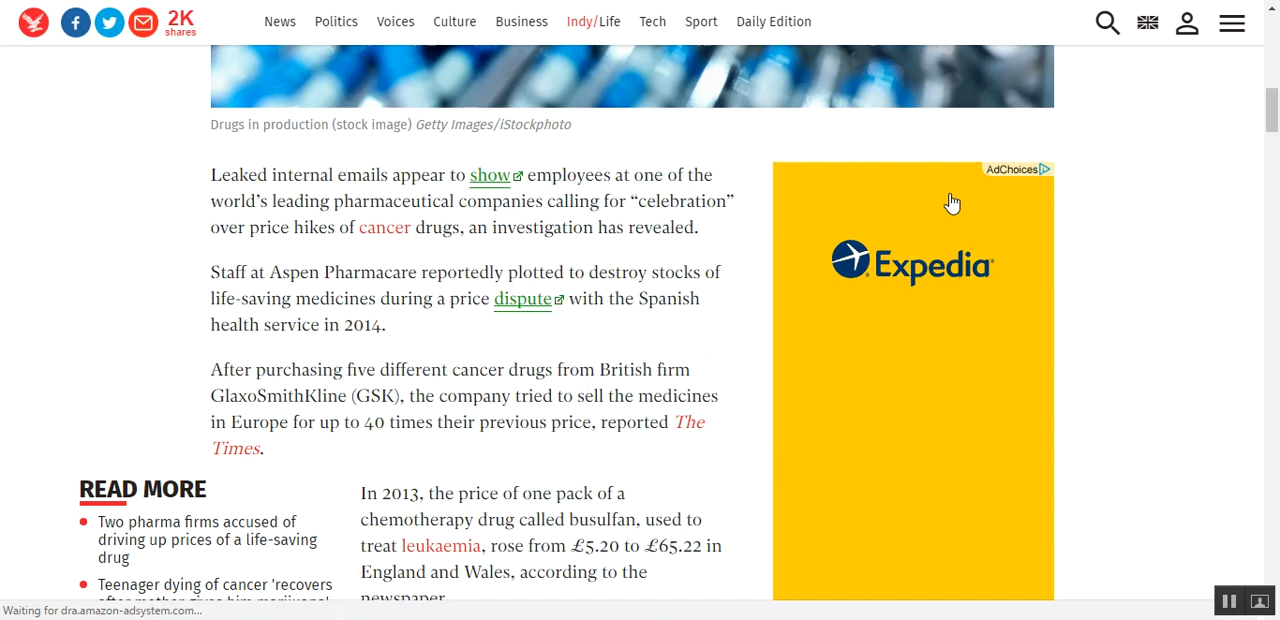 2K
shares
News Politics Voices Culture Business Indy/Life Tech Sport Daily Edition
Drugs in production (stock image) Getty Images/iStockphoto
Leaked internal emails appear to show employees at one of the
world's leading pharmaceutical companies calling for “celebration”
over price hikes of cancer drugs, an investigation has revealed.
Staff at Aspen Pharmacare reportedly plotted to destroy stocks of
life-saving medicines during a price dispute with the Spanish
health service in 2014.
After purchasing five different cancer drugs from British firm
GlaxoSmithKline (GSK), the company tried to sell the medicines
in Europe for up to 40 times their previous price, reported The
Times.
AdChoices
Expedia
READ MORE
Two pharma firms accused of
driving up prices of a life-saving
drug
Teenager dying of cancer 'recovers
after mother gives him marijuana'
In 2013, the price of one pack of a
chemotherapy drug called busulfan, used to
treat leukaemia, rose from £5.20 to £65.22 in
England and Wales, according to the
newspaper
Waiting for dra.amazon-adsystem.com...